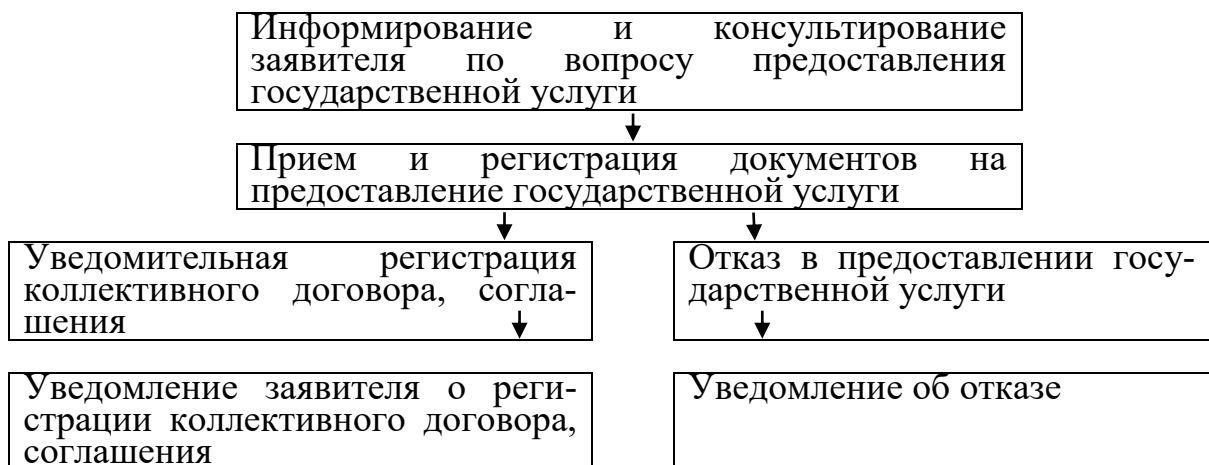 Информирование и консультирование
заявителя по вопросу предоставления
государственной услуги
Прием и регистрация документов на
предоставление государственной услуги
Уведомительная регистрация
коллективного договора, согла-
шения
Отказ в предоставлении госу-
дарственной услуги
Уведомление заявителя о реги-
страции коллективного договора,
соглашения
Уведомление об отказе